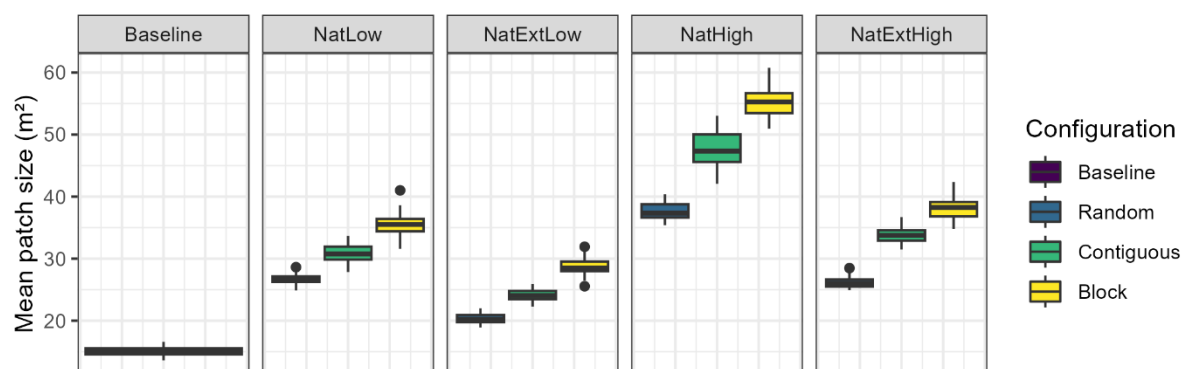 Baseline
NatLow
NatExtLow
NatHigh
NatExtHigh
Mean patch size (m²)
60
50
40
30
20
Configuration
Baseline
Random
Contiguous
Block